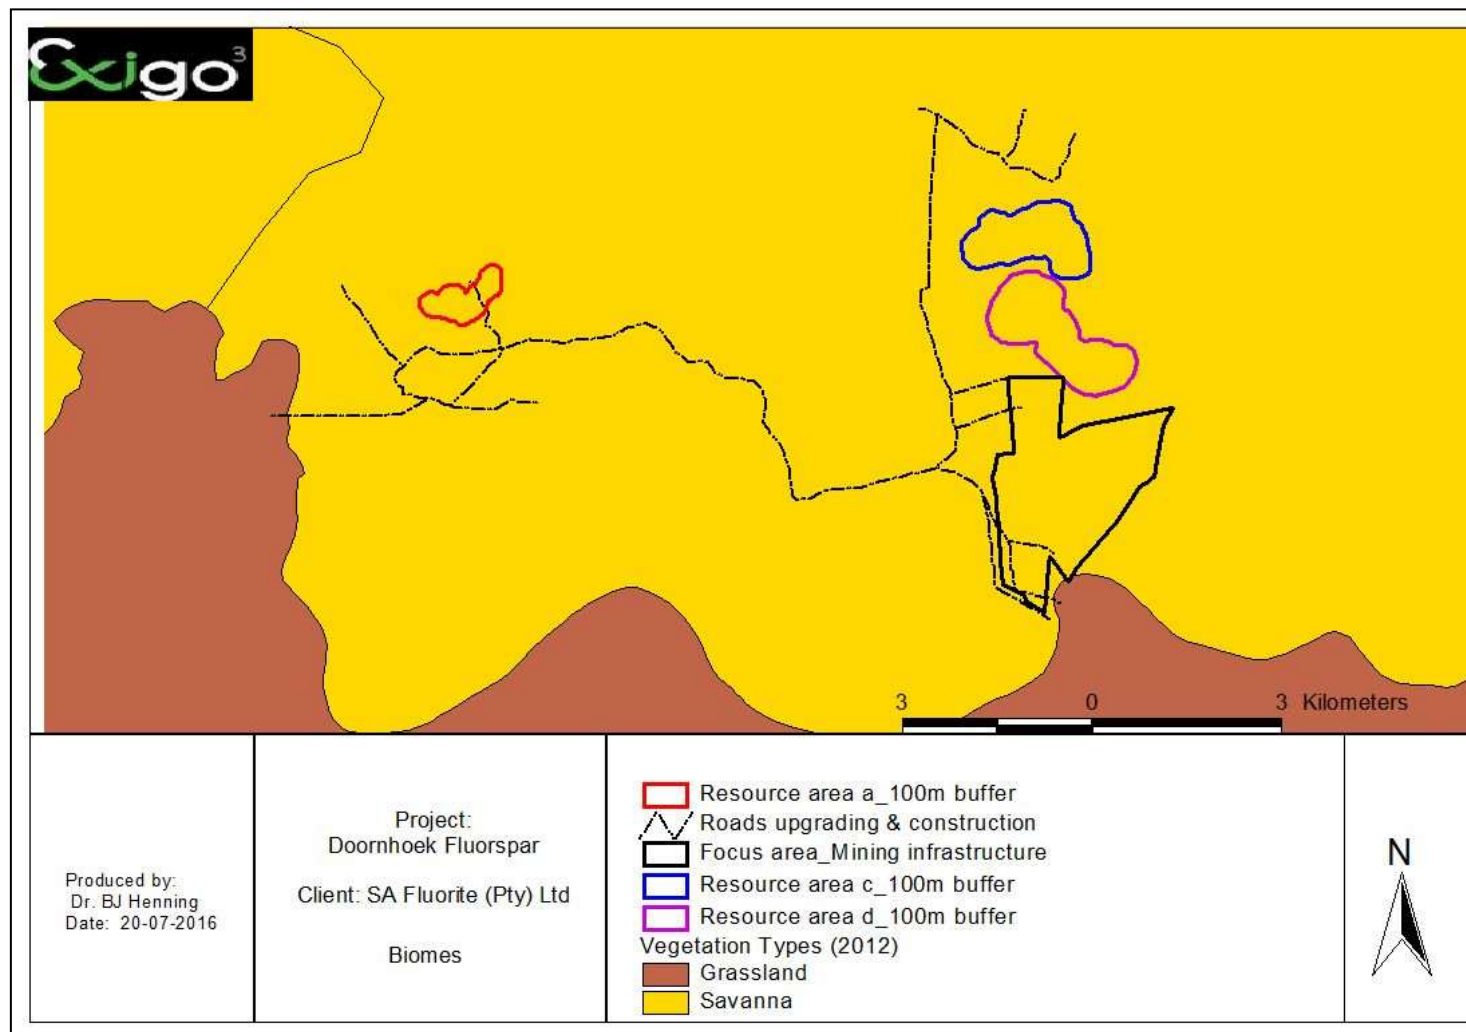 Exigo³
3 0 3 Kilometers
Produced by:
Dr. BJ Henning
Date: 20-07-2016
Project:
Doornhoek Fluorspar
Client: SA Fluorite (Pty) Ltd
Biomes
Resource area a_100m buffer
Roads upgrading & construction
Focus area_Mining infrastructure
Resource area c_100m buffer
Resource area d_100m buffer
Vegetation Types (2012)
Grassland
Savanna
N